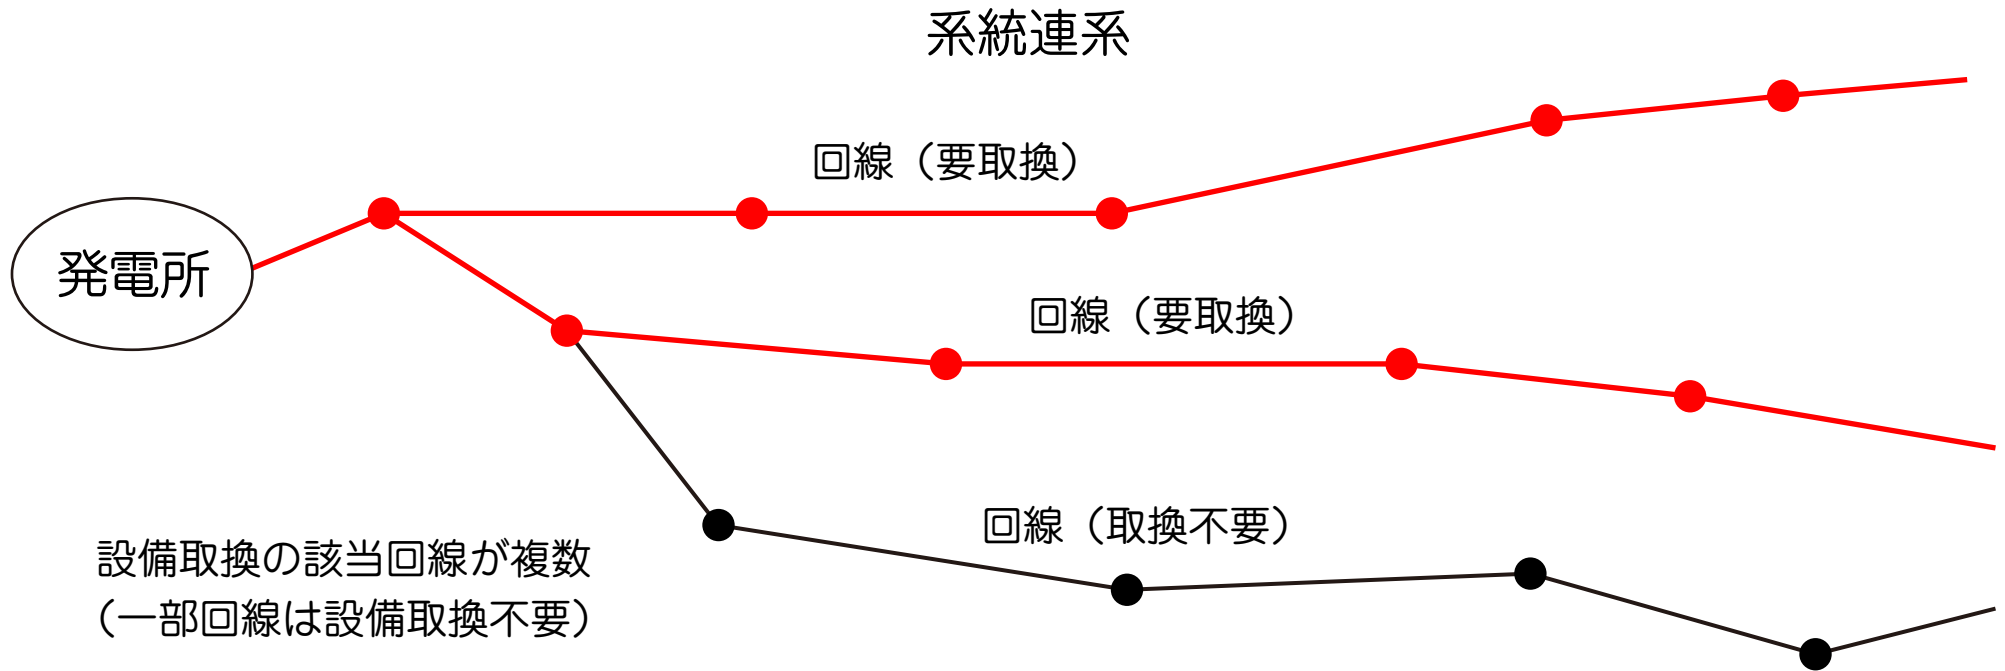 系統連系
回線（要取換）
発電所
回線（要取換）
回線（取換不要）
設備取換の該当回線が複数
（一部回線は設備取換不要）